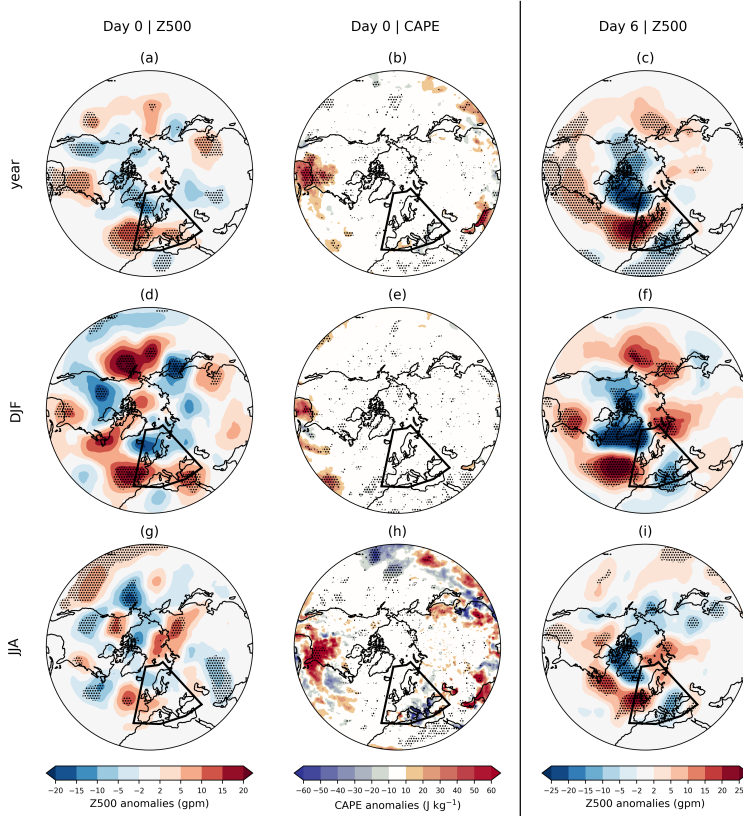 Day 0 | Z500
Day 0 | CAPE
Day 6 | Z500
(a)
(b)
(c)
year
(d)
(e)
(f)
DJF
(g)
(h)
(i)
JJA
−20 −15 −10 −5 −2 2 5 10 15 20
Z500 anomalies (gpm)
−60 −50 −40 −30 −20 −10 10 20 30 40 50 60
CAPE anomalies (J kg⁻¹)
−25 −20 −15 −10 −5 −2 2 5 10 15 20 25
Z500 anomalies (gpm)